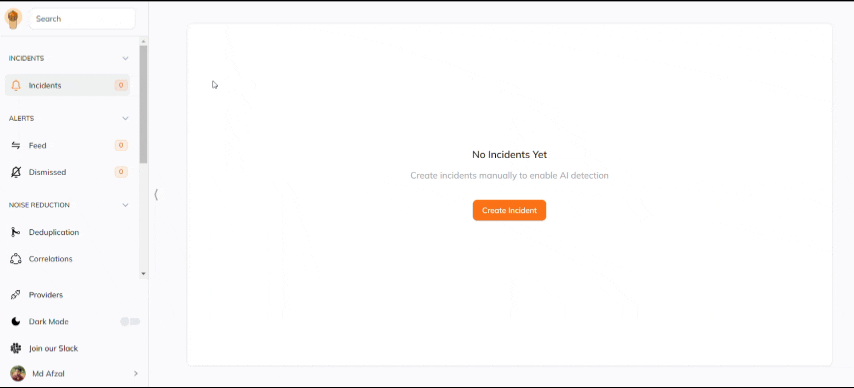 Search
INCIDENTS
Incidents 0
ALERTS
Feed 0
Dismissed 0
NOISE REDUCTION
Deduplication
Correlations
Providers
Dark Mode
Join our Slack
Md Afzal
No Incidents Yet
Create incidents manually to enable AI detection
Create Incident